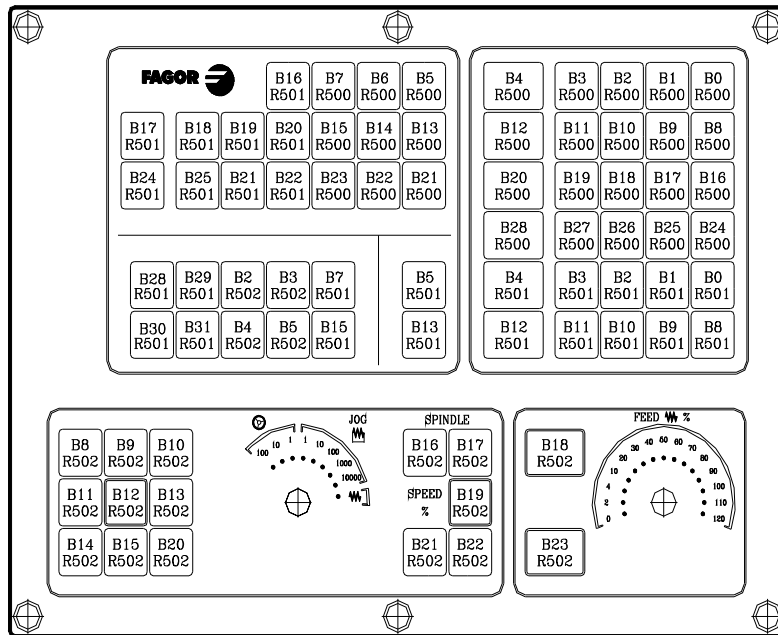 FAGOR
B16 B7 B6 B5
R501 R500 R500 R500
B17 B18 B19 B20 B15 B14 B13
R501 R501 R501 R501 R500 R500 R500
B24 B25 B21 B22 B23 B22 B21
R501 R501 R501 R501 R500 R500 R500
B28 B29 B2 B3 B7 B5
R501 R501 R502 R502 R501 R501
B30 B31 B4 B5 B15 B13
R501 R501 R502 R502 R501 R501
B4 B3 B2 B1 B0
R500 R500 R500 R500 R500
B12 B11 B10 B9 B8
R500 R500 R500 R500 R500
B20 B19 B18 B17 B16
R500 R500 R500 R500 R500
B28 B27 B26 B25 B24
R500 R500 R500 R500 R500
B4 B3 B2 B1 B0
R501 R501 R501 R501 R501
B12 B11 B10 B9 B8
R501 R501 R501 R501 R501
B8 B9 B10
R502 R502 R502
B11 B12 B13
R502 R502 R502
B14 B15 B20
R502 R502 R502
JOG
100 10 1 1 10 100 1000 10000
SPINDLE
B16 B17
R502 R502
SPEED
%
B19
R502
B21 B22
R502 R502
B18
R502
B23
R502
FEED %
0 2 4 10 20 30 40 50 60 70 80 90 100 110 120